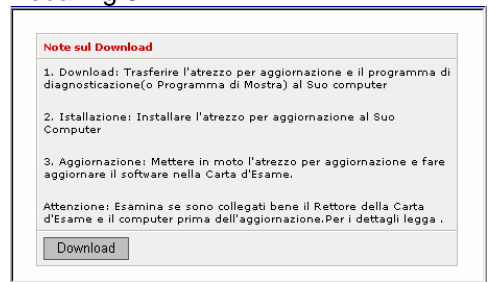 Note sul Download
1. Download: Trasferire l'atrezzo per aggiornazione e il programma di
diagnosticazione(o Programma di Mostra) al Suo computer
2. Istallazione: Installare l'atrezzo per aggiornazione al Suo
Computer
3. Aggiornazione: Mettere in moto l'atrezzo per aggiornazione e fare
aggiornare il software nella Carta d'Esame.
Attenzione: Esamina se sono collegati bene il Rettore della Carta
d'Esame e il computer prima dell'aggiornazione.Per i dettagli legga .
Download